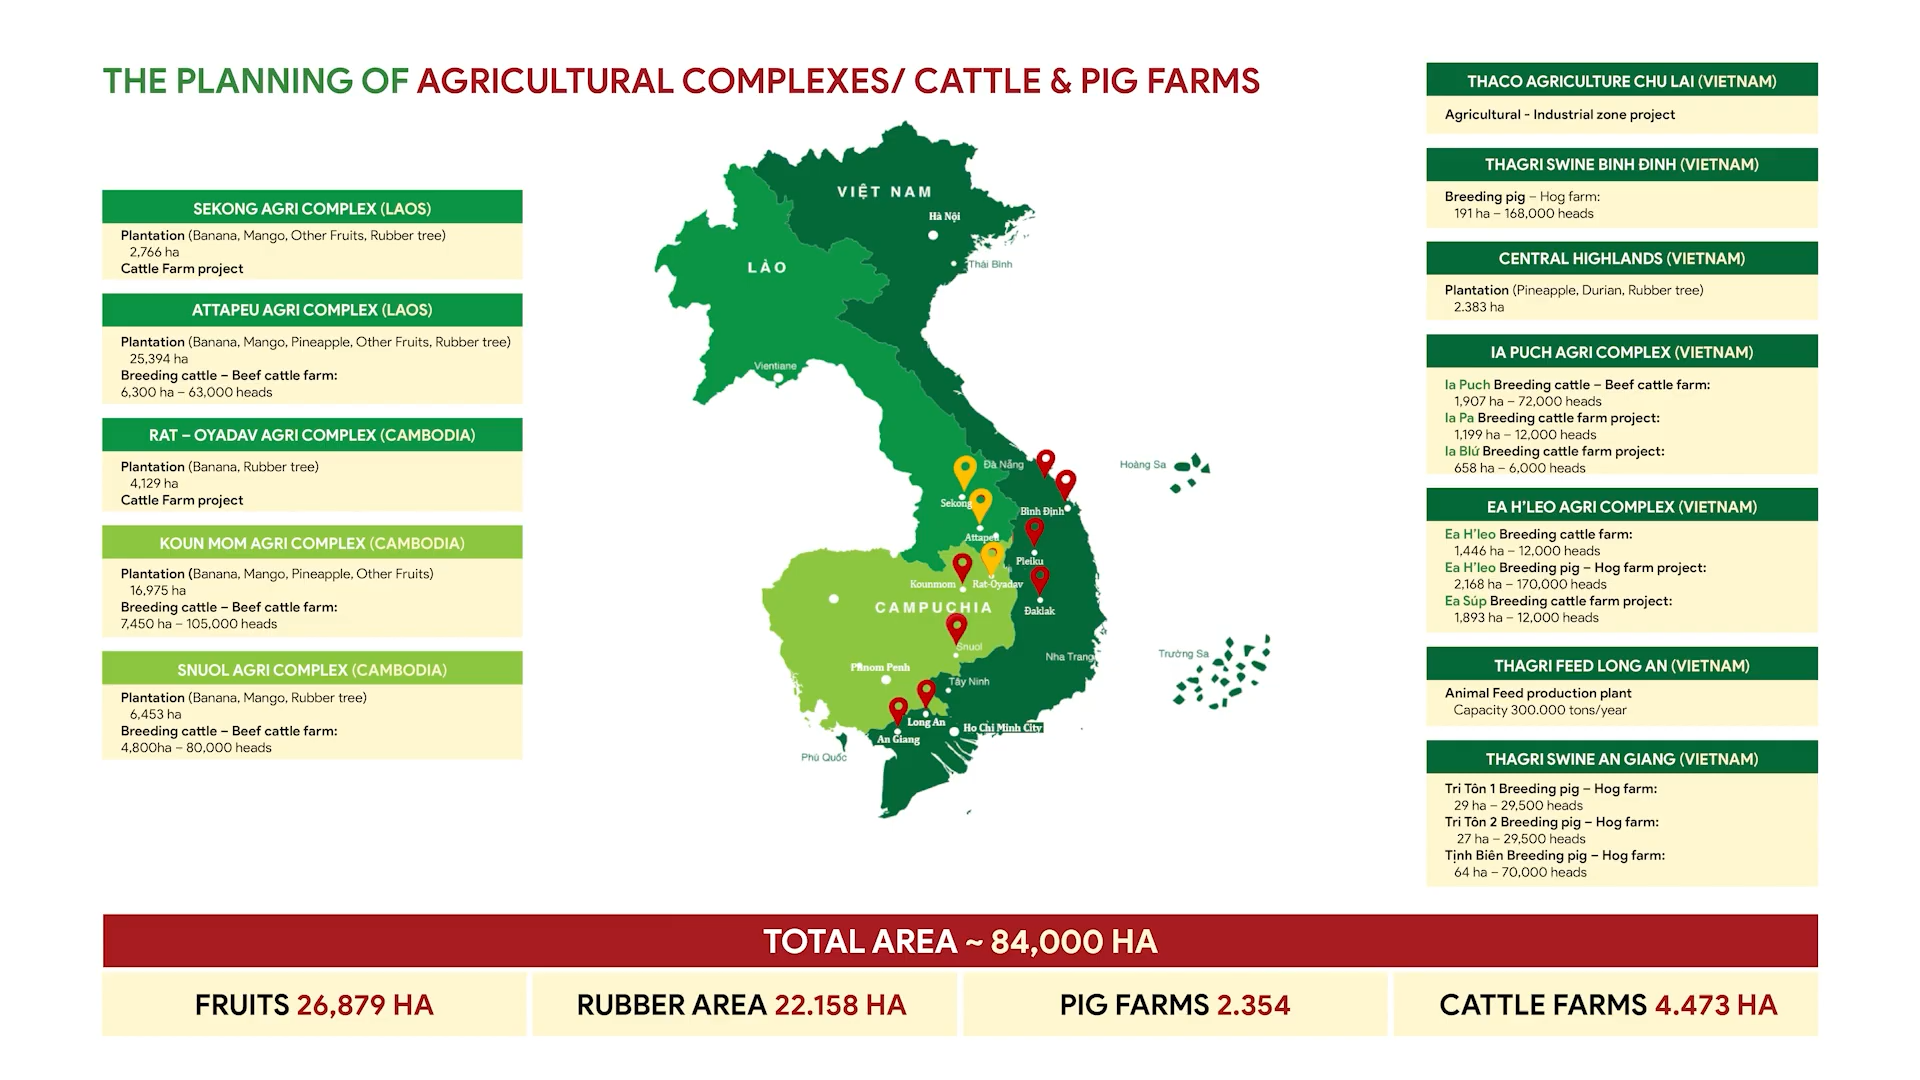 THE PLANNING OF AGRICULTURAL COMPLEXES/ CATTLE & PIG FARMS
SEKONG AGRI COMPLEX (LAOS)
Plantation (Banana, Mango, Other Fruits, Rubber tree)
2,766 ha
Cattle Farm project
ATTAPEU AGRI COMPLEX (LAOS)
Plantation (Banana, Mango, Pineapple, Other Fruits, Rubber tree)
25,394 ha
Breeding cattle – Beef cattle farm:
6,300 ha – 63,000 heads
RAT – OYADAV AGRI COMPLEX (CAMBODIA)
Plantation (Banana, Rubber tree)
4,129 ha
Cattle Farm project
KOUN MOM AGRI COMPLEX (CAMBODIA)
Plantation (Banana, Mango, Pineapple, Other Fruits)
16,975 ha
Breeding cattle – Beef cattle farm:
7,450 ha – 105,000 heads
SNUOL AGRI COMPLEX (CAMBODIA)
Plantation (Banana, Mango, Rubber tree)
6,453 ha
Breeding cattle – Beef cattle farm:
4,800ha – 80,000 heads
VIỆT NAM
Hà Nội
Thái Bình
LÀO
Vientiane
Đà Nẵng
Hoàng Sa
Sekong
Bình Định
Attapeu
Pleiku
Kounmom
Rat-Oyadav
CAMPUCHIA
Đaklak
Snuol
Nha Trang
Trường Sa
Phnom Penh
Tây Ninh
Long An
Ho Chi Minh City
An Giang
Phú Quốc
THACO AGRICULTURE CHU LAI (VIETNAM)
Agricultural - Industrial zone project
THAGRI SWINE BINH ĐINH (VIETNAM)
Breeding pig – Hog farm:
191 ha – 168,000 heads
CENTRAL HIGHLANDS (VIETNAM)
Plantation (Pineapple, Durian, Rubber tree)
2.383 ha
IA PUCH AGRI COMPLEX (VIETNAM)
Ia Puch Breeding cattle – Beef cattle farm:
1,907 ha – 72,000 heads
Ia Pa Breeding cattle farm project:
1,199 ha – 12,000 heads
Ia Blứ Breeding cattle farm project:
658 ha – 6,000 heads
EA H'LEO AGRI COMPLEX (VIETNAM)
Ea H'leo Breeding cattle farm:
1,446 ha – 12,000 heads
Ea H'leo Breeding pig – Hog farm project:
2,168 ha – 170,000 heads
Ea Súp Breeding cattle farm project:
1,893 ha – 12,000 heads
THAGRI FEED LONG AN (VIETNAM)
Animal Feed production plant
Capacity 300.000 tons/year
THAGRI SWINE AN GIANG (VIETNAM)
Tri Tôn 1 Breeding pig – Hog farm:
29 ha – 29,500 heads
Tri Tôn 2 Breeding pig – Hog farm:
27 ha – 29,500 heads
Tịnh Biên Breeding pig – Hog farm:
64 ha – 70,000 heads
TOTAL AREA ~ 84,000 HA
FRUITS 26,879 HA
RUBBER AREA 22.158 HA
PIG FARMS 2.354
CATTLE FARMS 4.473 HA